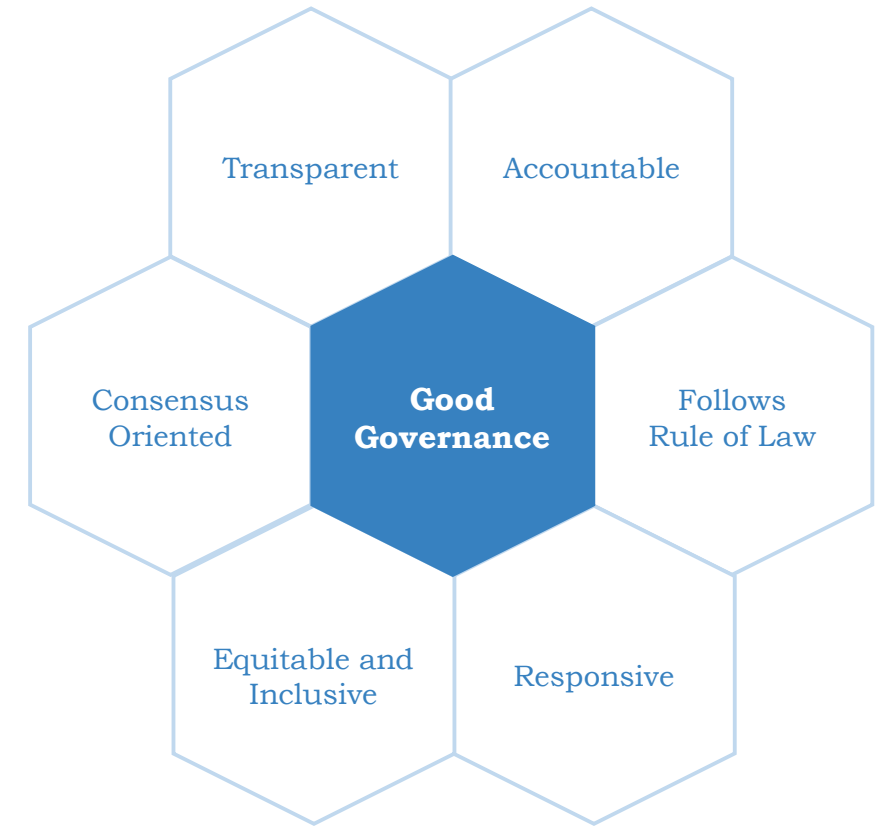 Transparent
Accountable
Consensus
Oriented
Good
Governance
Follows
Rule of Law
Equitable and
Inclusive
Responsive